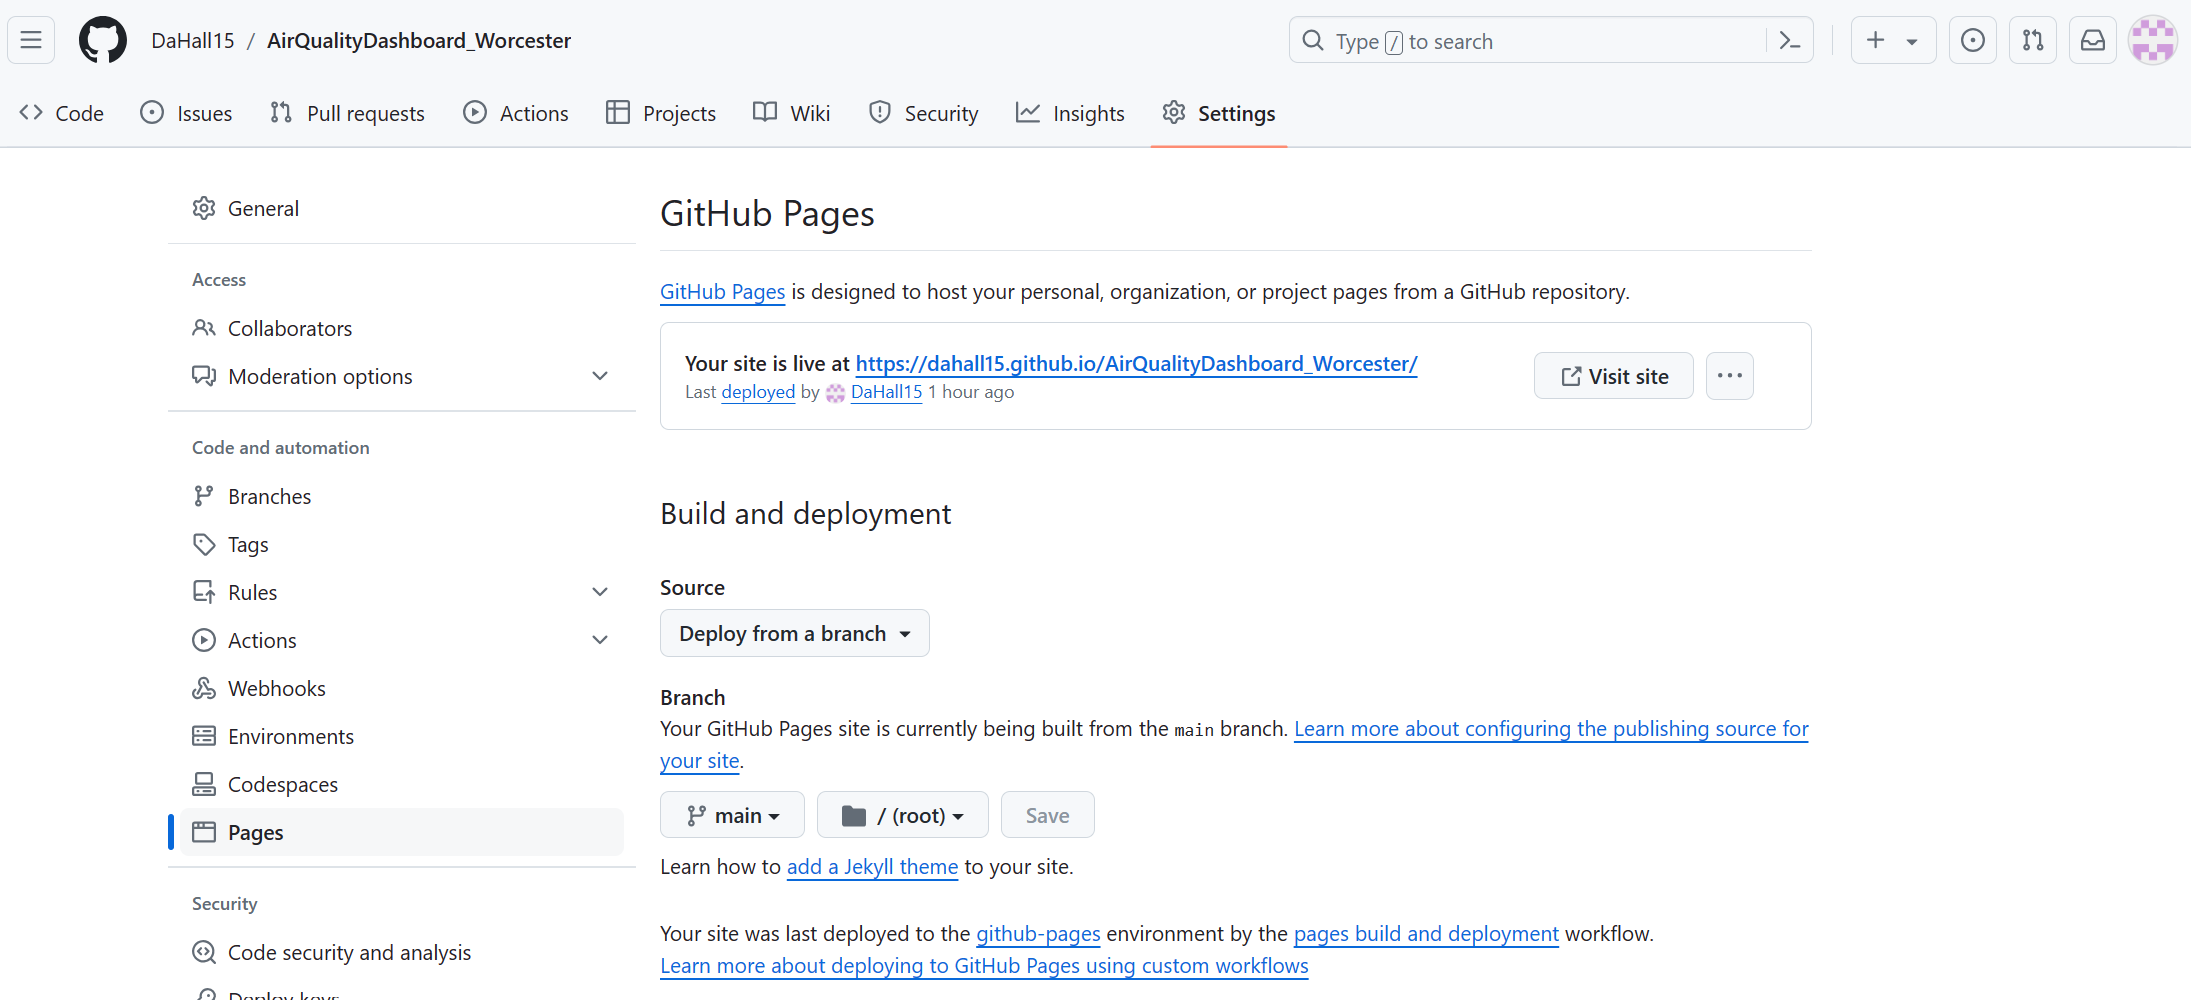 DaHall15 / AirQualityDashboard_Worcester
Type / to search
Code
Issues
Pull requests
Actions
Projects
Wiki
Security
Insights
Settings
General
Access
Collaborators
Moderation options
Code and automation
Branches
Tags
Rules
Actions
Webhooks
Environments
Codespaces
Pages
Security
Code security and analysis
Deploy keys
GitHub Pages
GitHub Pages is designed to host your personal, organization, or project pages from a GitHub repository.
Your site is live at https://dahall15.github.io/AirQualityDashboard_Worcester/
Last deployed by DaHall15 1 hour ago
Visit site
Build and deployment
Source
Deploy from a branch
Branch
Your GitHub Pages site is currently being built from the main branch. Learn more about configuring the publishing source for
your site.
main
/ (root)
Save
Learn how to add a Jekyll theme to your site.
Your site was last deployed to the github-pages environment by the pages build and deployment workflow.
Learn more about deploying to GitHub Pages using custom workflows